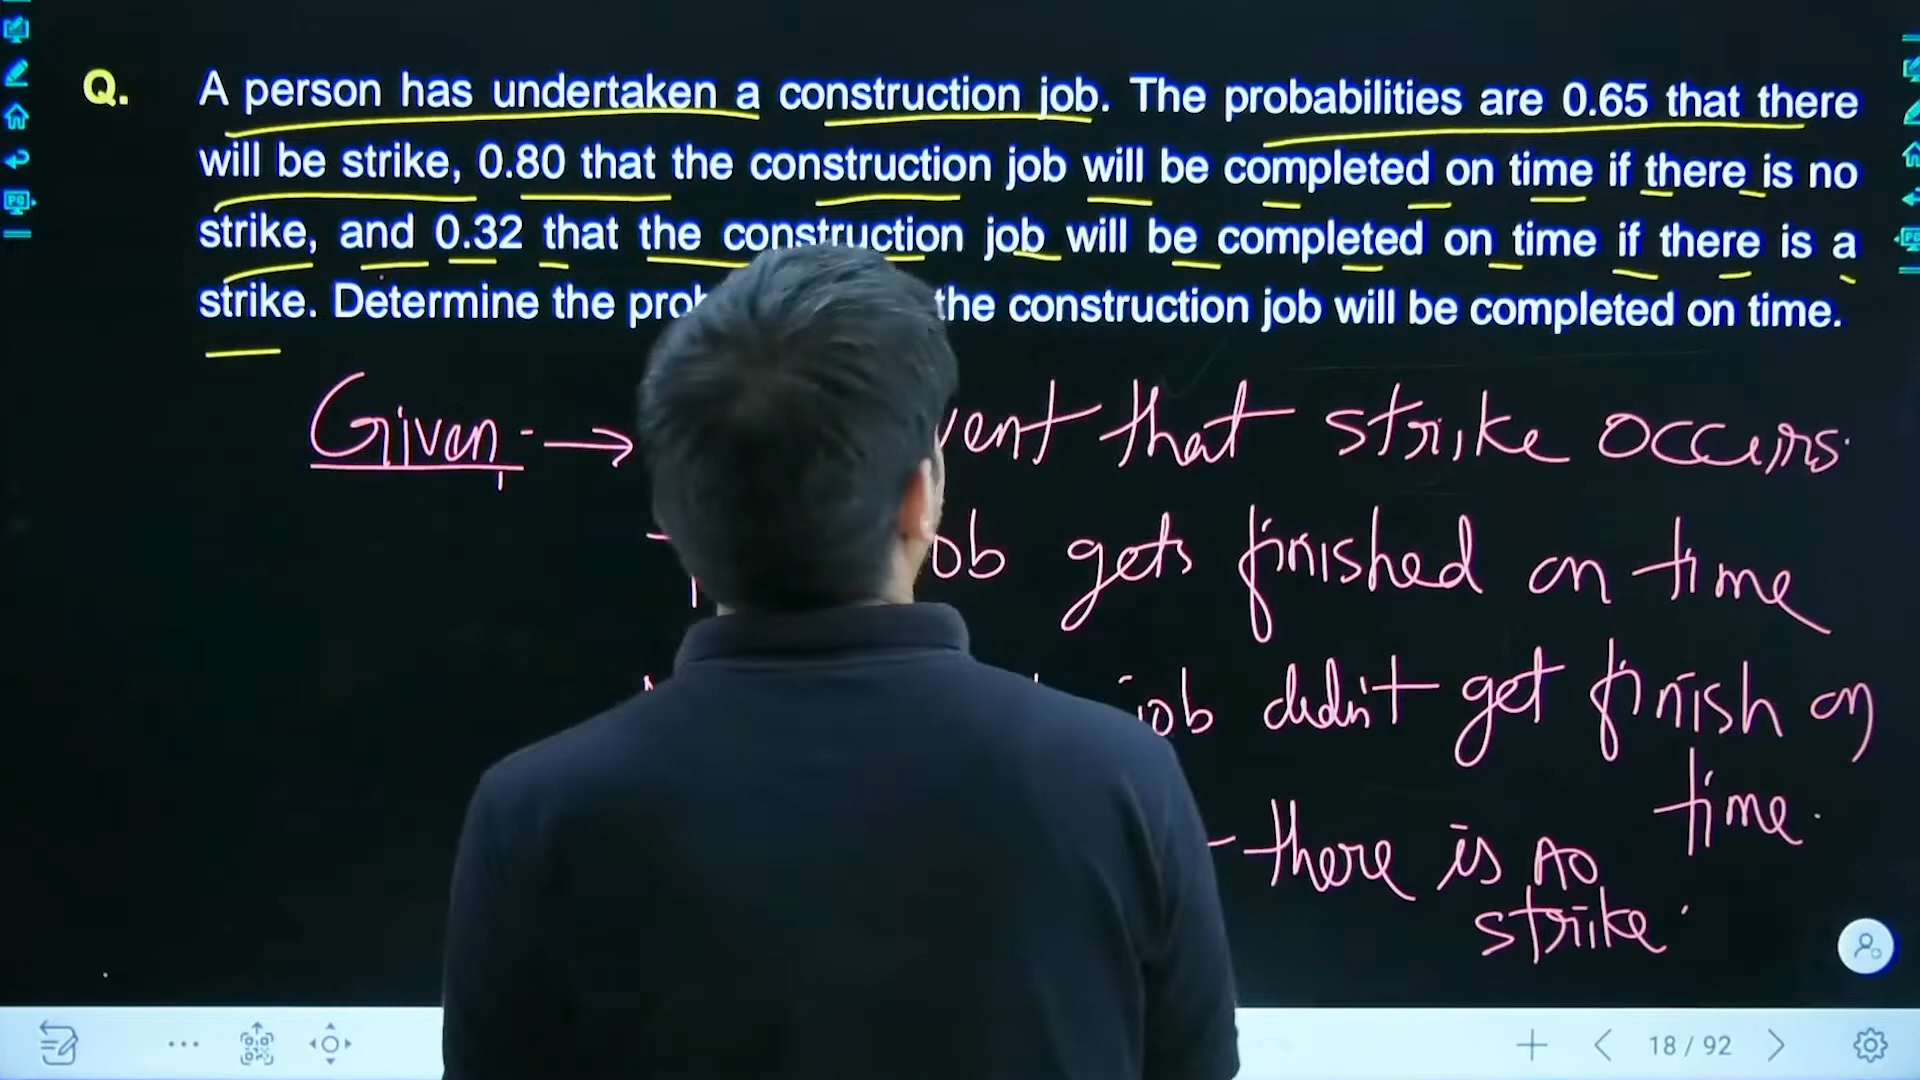 Q. A person has undertaken a construction job. The probabilities are 0.65 that there
will be strike, 0.80 that the construction job will be completed on time if there is no
strike, and 0.32 that the construction job will be completed on time if there is a
strike. Determine the the construction job will be completed on time.
Given → that strike occurs
gets finished on time
job didn't get finish on
time.
there is no
strike
18 / 92